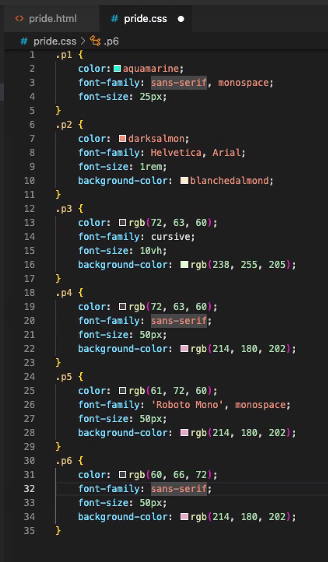 <> pride.html # pride.css ●
# pride.css > .p6
1 .p1 {
2 color: aquamarine;
3 font-family: sans-serif, monospace;
4 font-size: 25px;
5 }
6 .p2 {
7 color: darksalmon;
8 font-family: Helvetica, Arial;
9 font-size: 1rem;
10 background-color: blanchedalmond;
11 }
12 .p3 {
13 color: rgb(72, 63, 60);
14 font-family: cursive;
15 font-size: 10vh;
16 background-color: rgb(238, 255, 205);
17 }
18 .p4 {
19 color: rgb(72, 63, 60);
20 font-family: sans-serif;
21 font-size: 50px;
22 background-color: rgb(214, 180, 202);
23 }
24 .p5 {
25 color: rgb(61, 72, 60);
26 font-family: 'Roboto Mono', monospace;
27 font-size: 50px;
28 background-color: rgb(214, 180, 202);
29 }
30 .p6 {
31 color: rgb(60, 66, 72);
32 font-family: sans-serif;
33 font-size: 50px;
34 background-color: rgb(214, 180, 202);
35 }